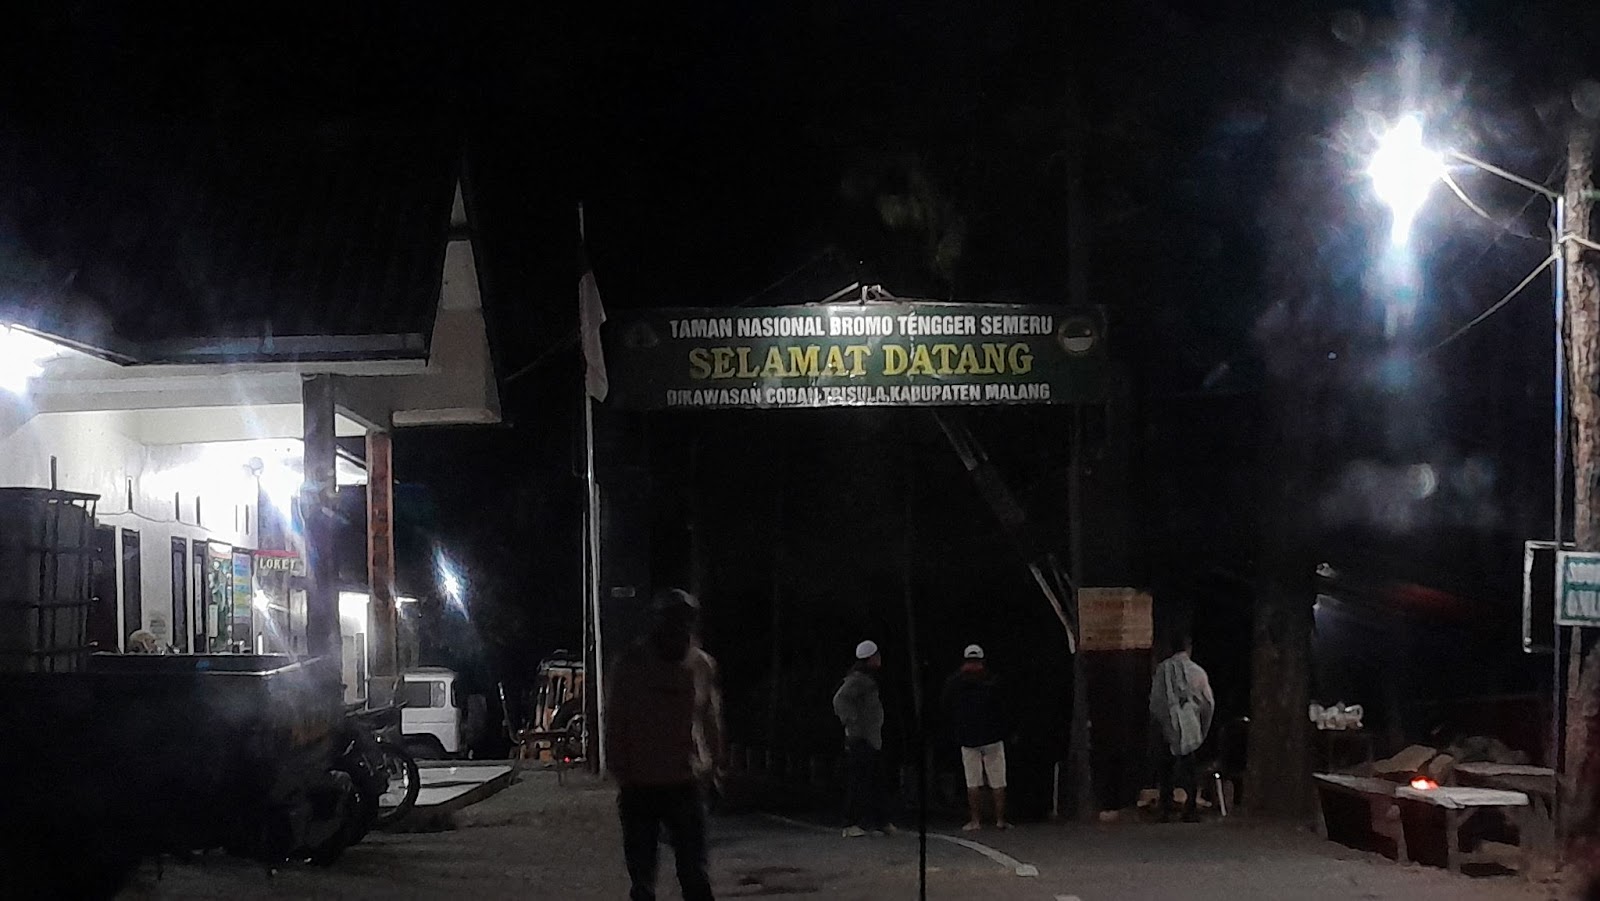 TAMAN NASIONAL BROMO TENGGER SEMERU
SELAMAT DATANG
DIKAWASAN COBAN TRISULA, KABUPATEN MALANG
LOKET